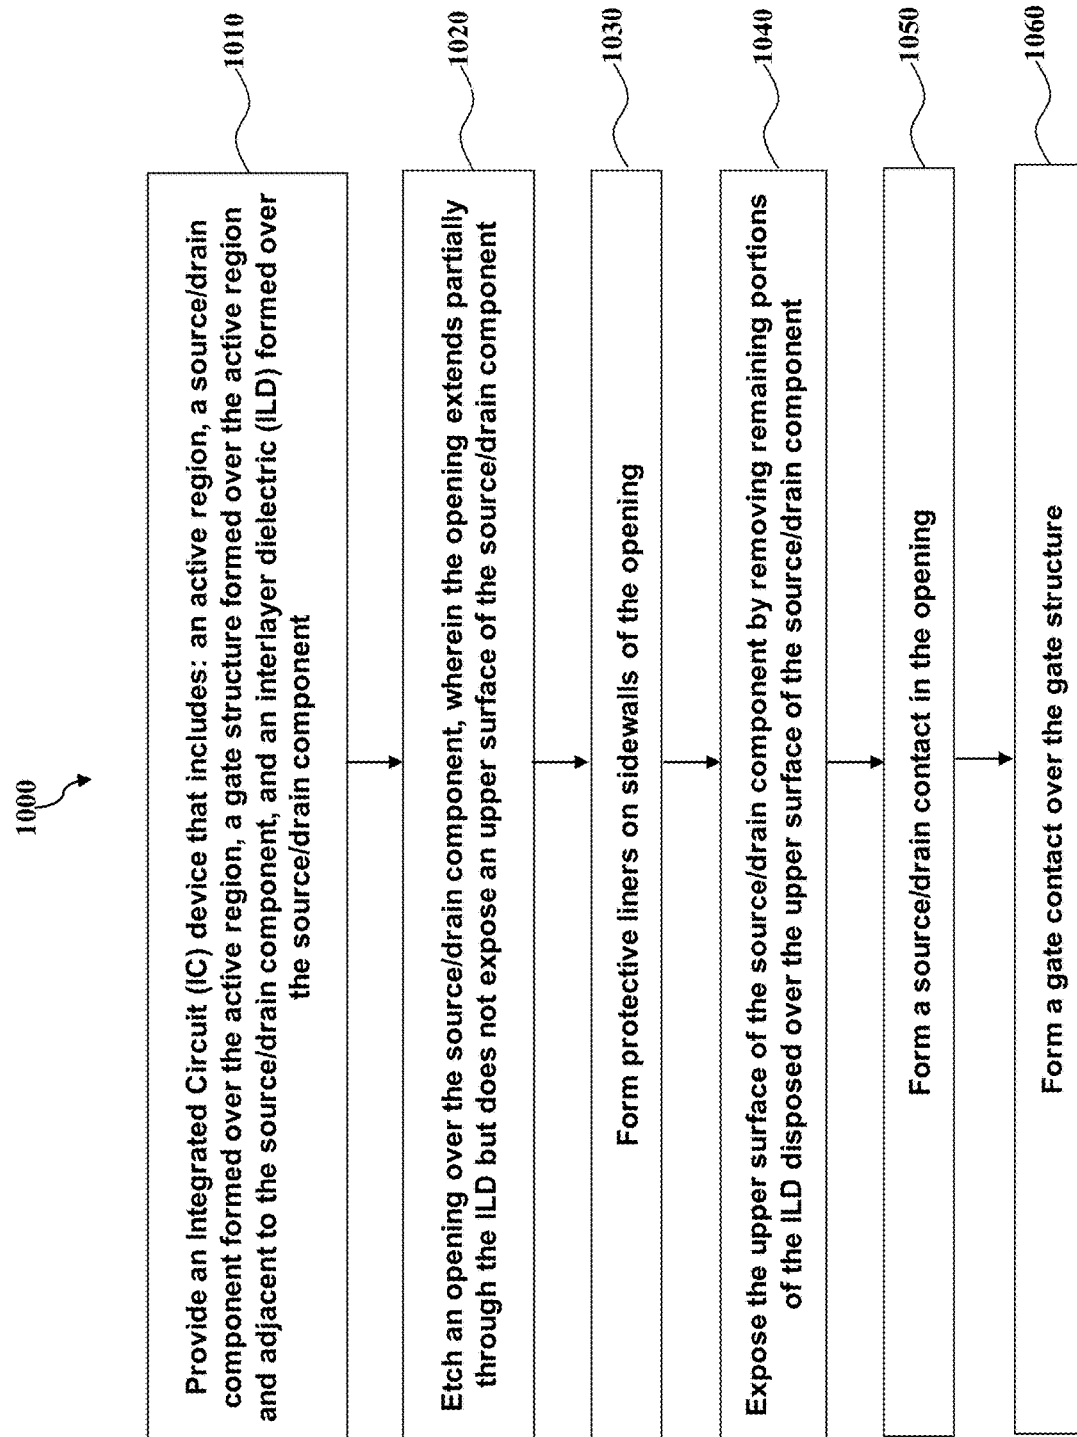 1000
Provide an Integrated Circuit (IC) device that includes: an active region, a source/drain
component formed over the active region, a gate structure formed over the active region
and adjacent to the source/drain component, and an interlayer dielectric (ILD) formed over
the source/drain component
1010
Etch an opening over the source/drain component, wherein the opening extends partially
through the ILD but does not expose an upper surface of the source/drain component
1020
Form protective liners on sidewalls of the opening
1030
Expose the upper surface of the source/drain component by removing remaining portions
of the ILD disposed over the upper surface of the source/drain component
1040
Form a source/drain contact in the opening
1050
Form a gate contact over the gate structure
1060